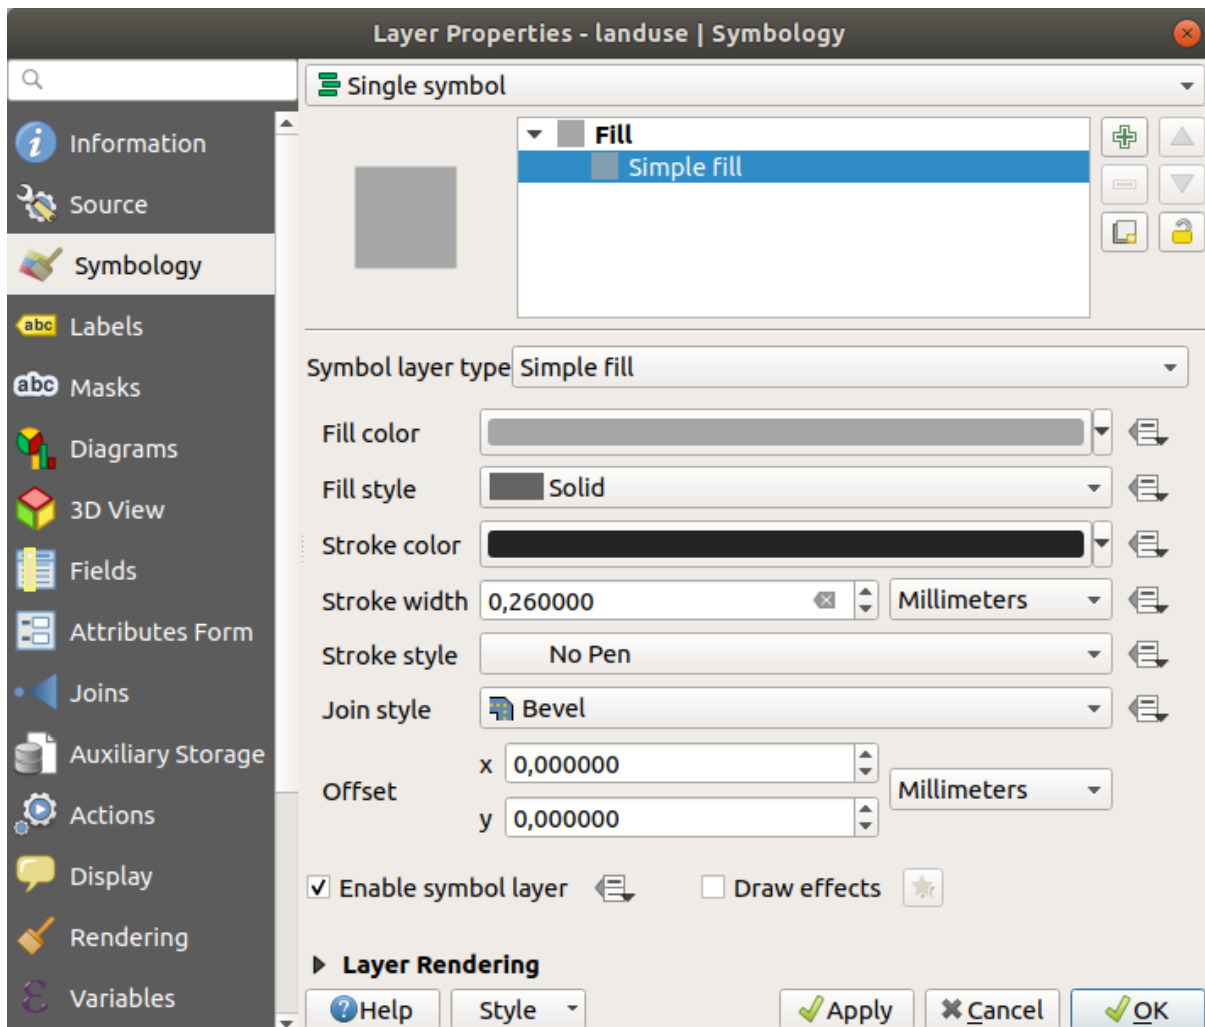 Layer Properties - landuse | Symbology
Single symbol
Information
Source
Symbology
Labels
Masks
Diagrams
3D View
Fields
Attributes Form
Joins
Auxiliary Storage
Actions
Display
Rendering
Variables
Fill
Simple fill
Symbol layer type Simple fill
Fill color
Fill style Solid
Stroke color
Stroke width 0,260000 Millimeters
Stroke style No Pen
Join style Bevel
Offset x 0,000000 Millimeters
y 0,000000
Enable symbol layer Draw effects
Layer Rendering
Help Style Apply Cancel OK